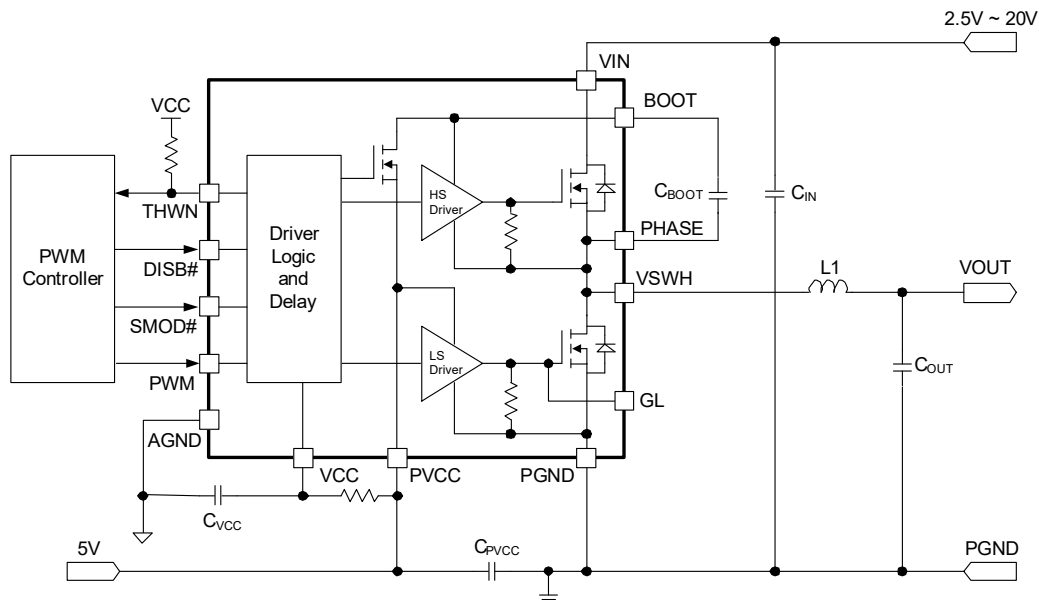 2.5V ~ 20V
VIN
VCC
BOOT
HS
Driver
CBOOT
CIN
THWN
PWM
Controller
Driver
Logic
and
Delay
PHASE
DISB#
VSWH
L1
VOUT
SMOD#
LS
Driver
COUT
PWM
GL
AGND
VCC
PVCC
PGND
CVCC
5V
CPVCC
PGND